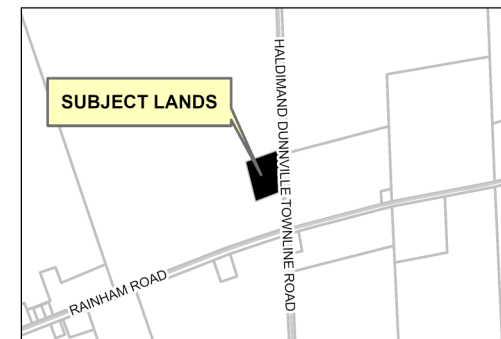 SUBJECT LANDS
HALDIMAND DUNNVILLE TOWNLINE ROAD
RAINHAM ROAD